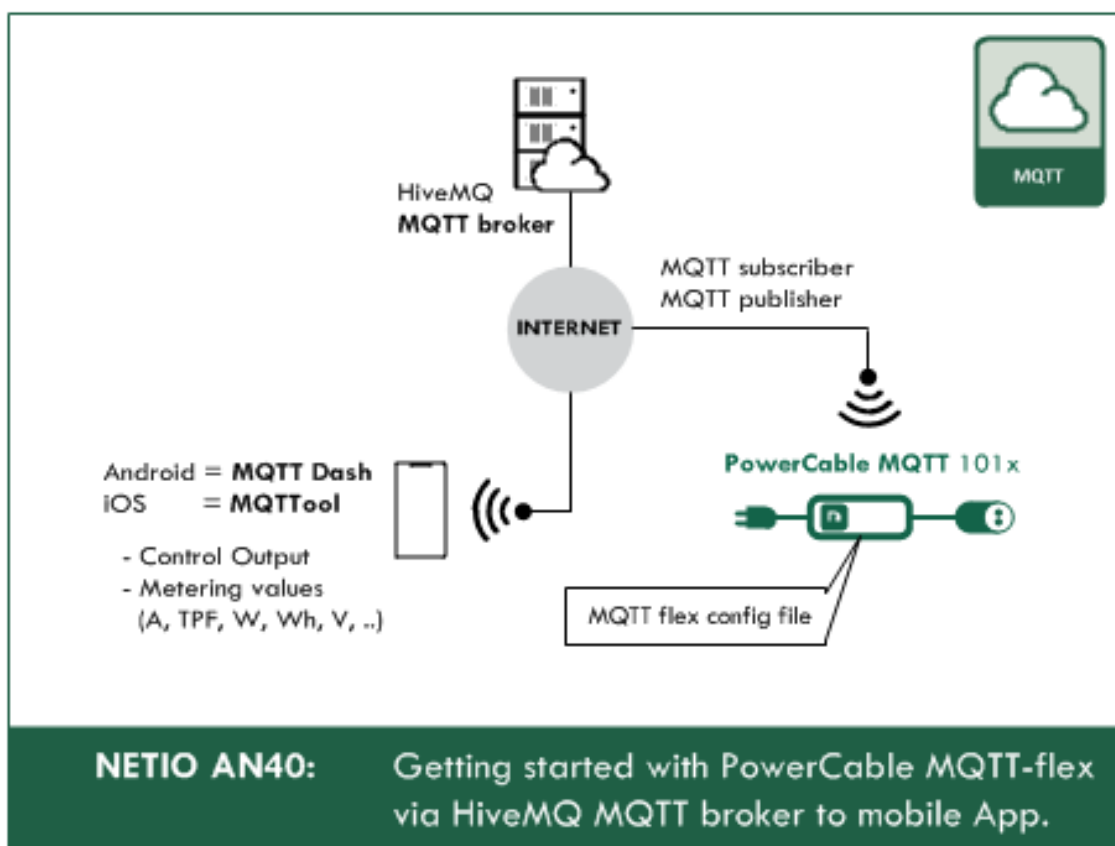 MQTT
HiveMQ
MQTT broker
MQTT subscriber
MQTT publisher
INTERNET
Android = MQTT Dash
iOS = MQTTool
- Control Output
- Metering values
(A, TPF, W, Wh, V, ..)
PowerCable MQTT 101x
n
MQTT flex config file
NETIO AN40: Getting started with PowerCable MQTT-flex
via HiveMQ MQTT broker to mobile App.